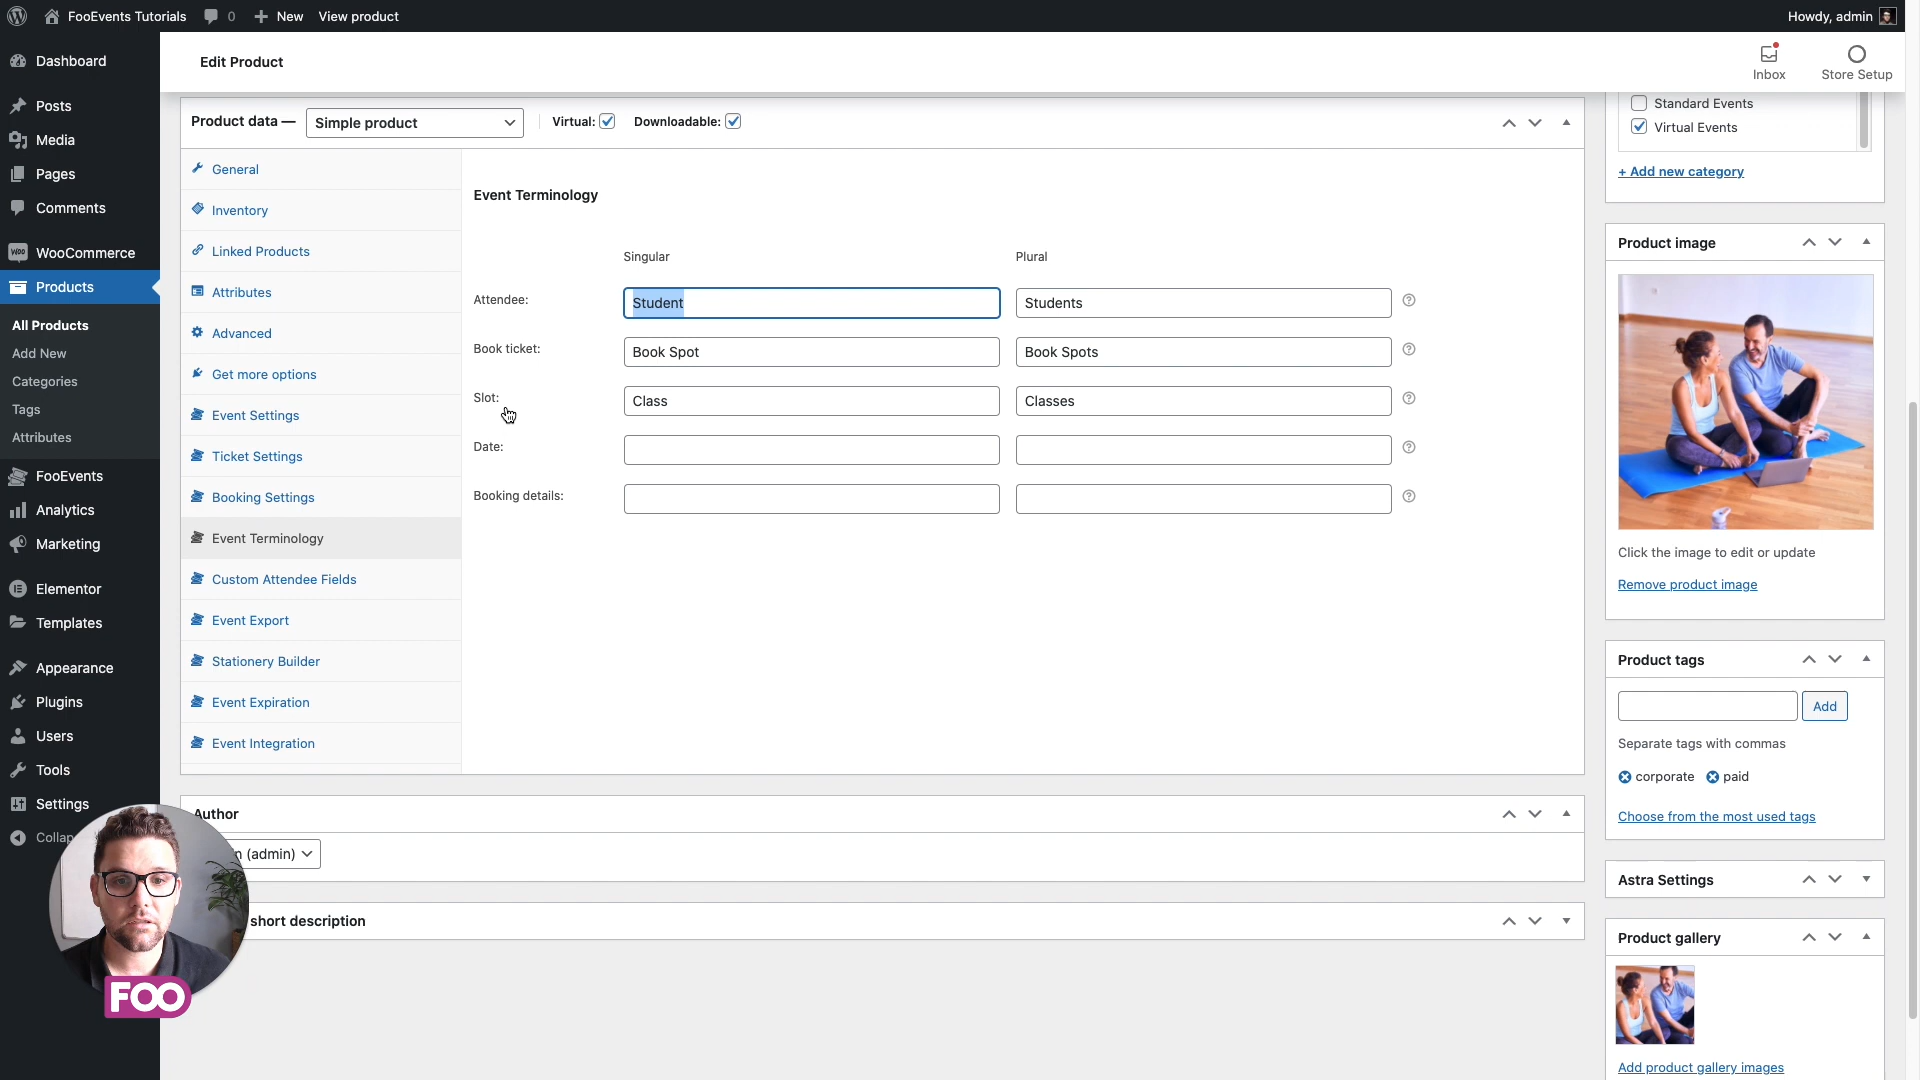 FooEvents Tutorials 0 New View product Howdy, admin
Edit Product
Inbox
Store Setup
Dashboard
Posts
Media
Pages
Comments
WooCommerce
Products
All Products
Add New
Categories
Tags
Attributes
FooEvents
Analytics
Marketing
Elementor
Templates
Appearance
Plugins
Users
Tools
Settings
Product data — Simple product Virtual: Downloadable:
General
Inventory
Linked Products
Attributes
Advanced
Get more options
Event Settings
Ticket Settings
Booking Settings
Event Terminology
Custom Attendee Fields
Event Export
Stationery Builder
Event Expiration
Event Integration
Event Terminology
Singular Plural
Attendee: Student Students
Book ticket: Book Spot Book Spots
Slot: Class Classes
Date:
Booking details:
Author
(admin)
short description
FOO
Standard Events
Virtual Events
+ Add new category
Product image
Click the image to edit or update
Remove product image
Product tags
Add
Separate tags with commas
corporate paid
Choose from the most used tags
Astra Settings
Product gallery
Add product gallery images